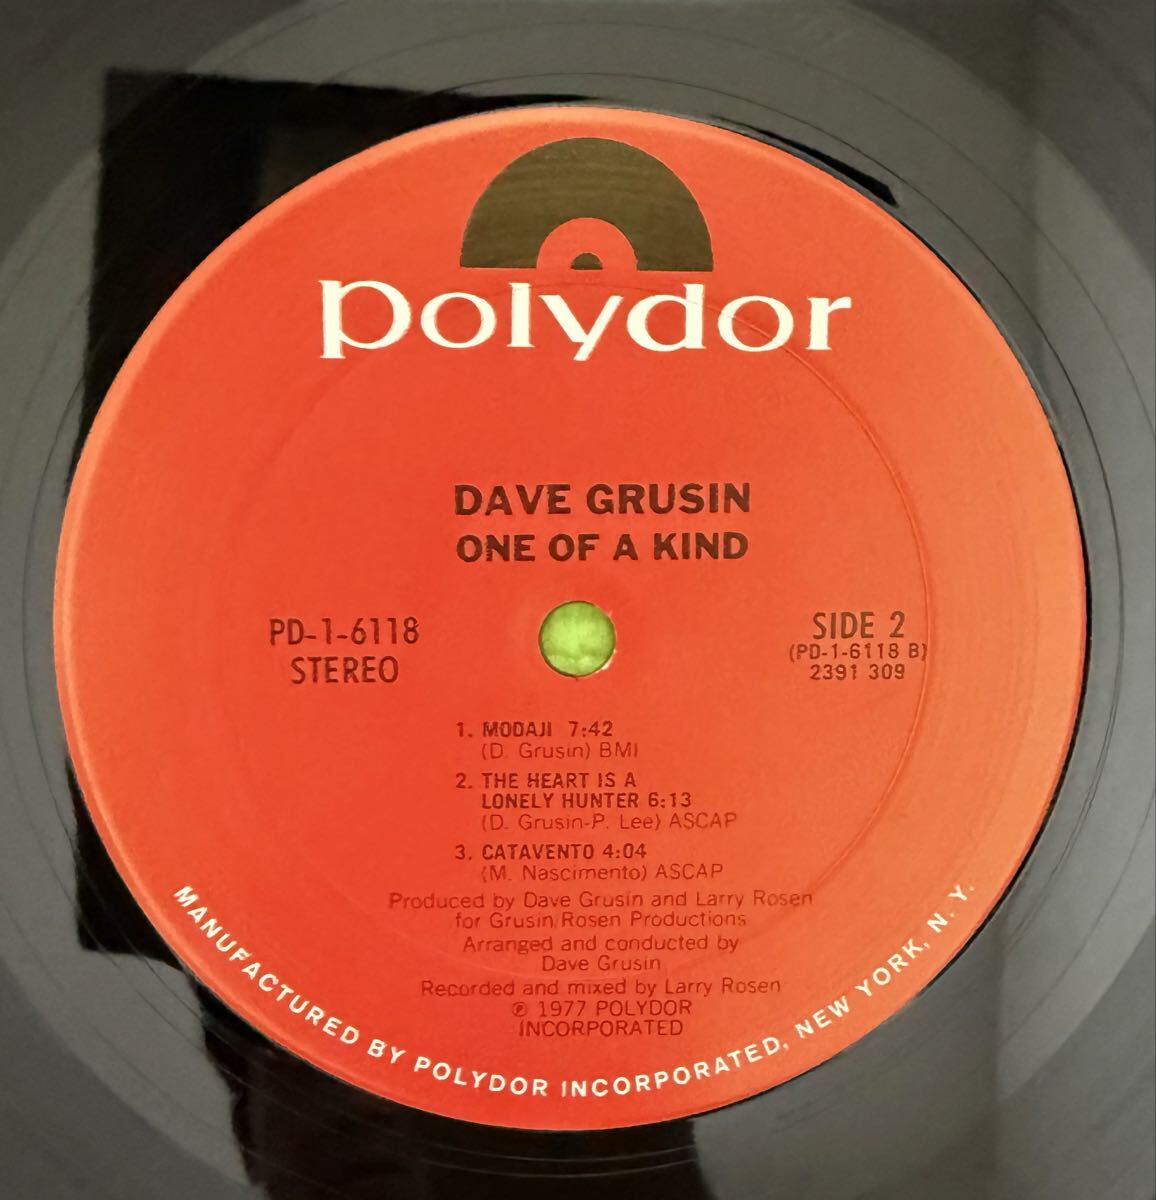 polydor
DAVE GRUSIN
ONE OF A KIND
PD-1-6118
STEREO
SIDE 2
(PD-1-6118 B)
2391 309
1. MODAJI 7:42
(D. Grusin) BMI
2. THE HEART IS A
LONELY HUNTER 6:13
(D. Grusin-P. Lee) ASCAP
3. CATAVENTO 4:04
(M. Nascimento) ASCAP
Produced by Dave Grusin and Larry Rosen
for Grusin/Rosen Productions
Arranged and conducted by
Dave Grusin
Recorded and mixed by Larry Rosen
℗ 1977 POLYDOR
INCORPORATED
MANUFACTURED BY POLYDOR INCORPORATED, NEW YORK, N. Y.